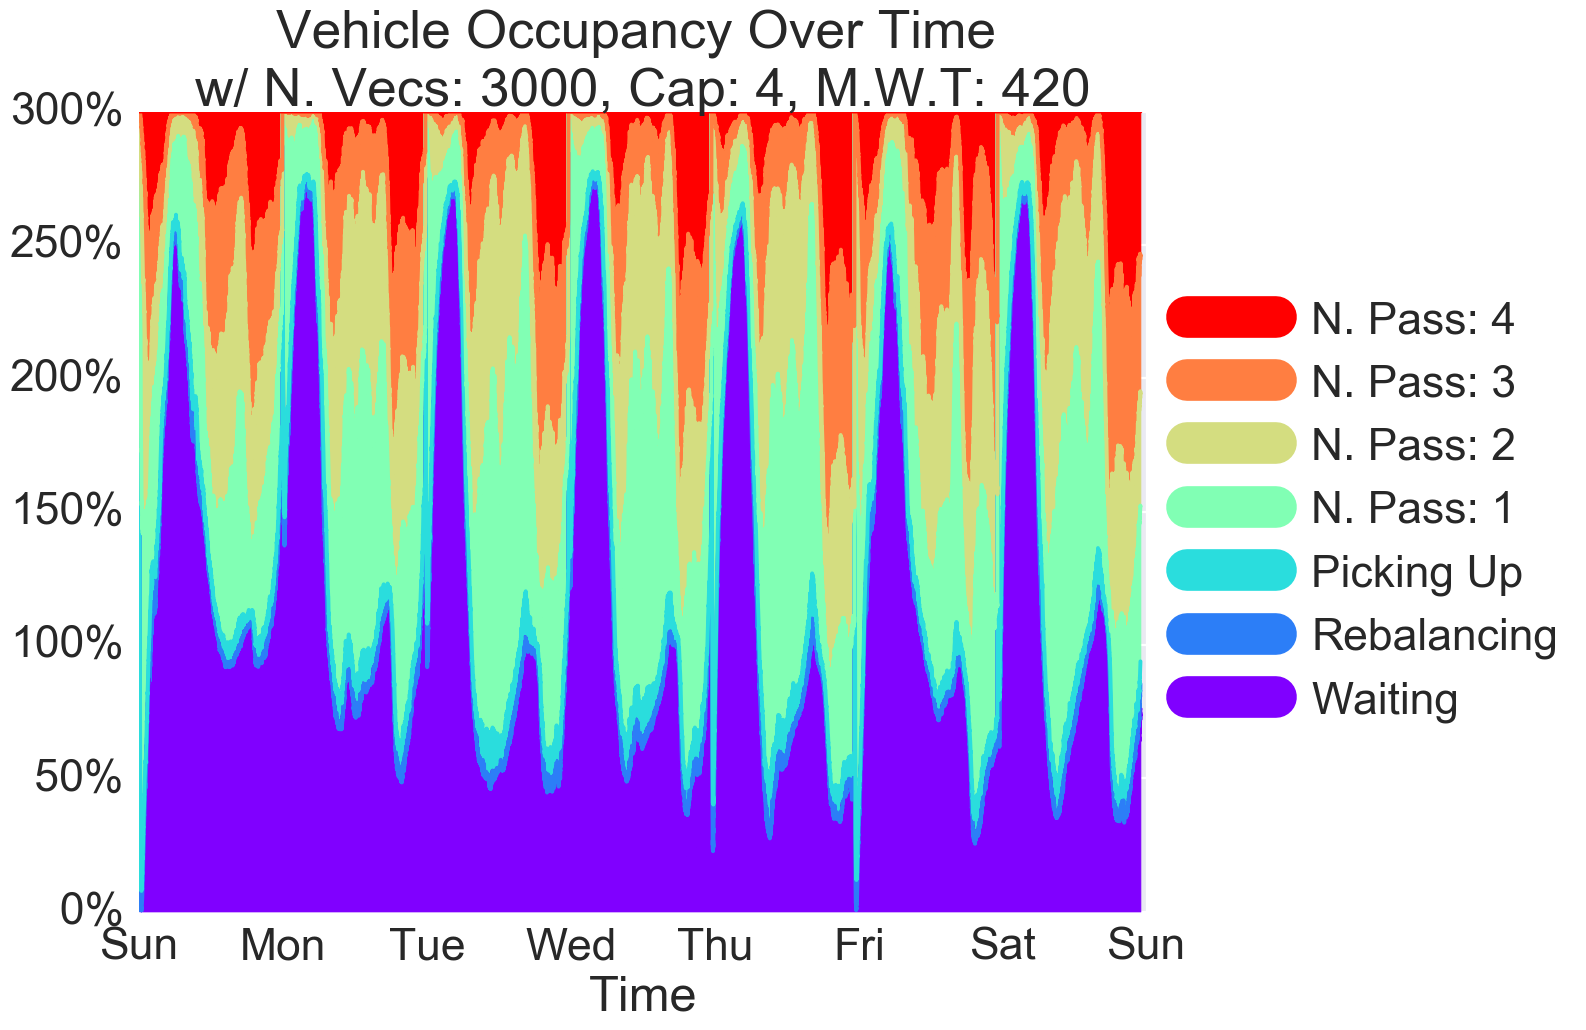 Vehicle Occupancy Over Time
w/ N. Vecs: 3000, Cap: 4, M.W.T: 420
300%
250%
200%
150%
100%
50%
0%
Sun Mon Tue Wed Thu Fri Sat Sun
Time
N. Pass: 4
N. Pass: 3
N. Pass: 2
N. Pass: 1
Picking Up
Rebalancing
Waiting